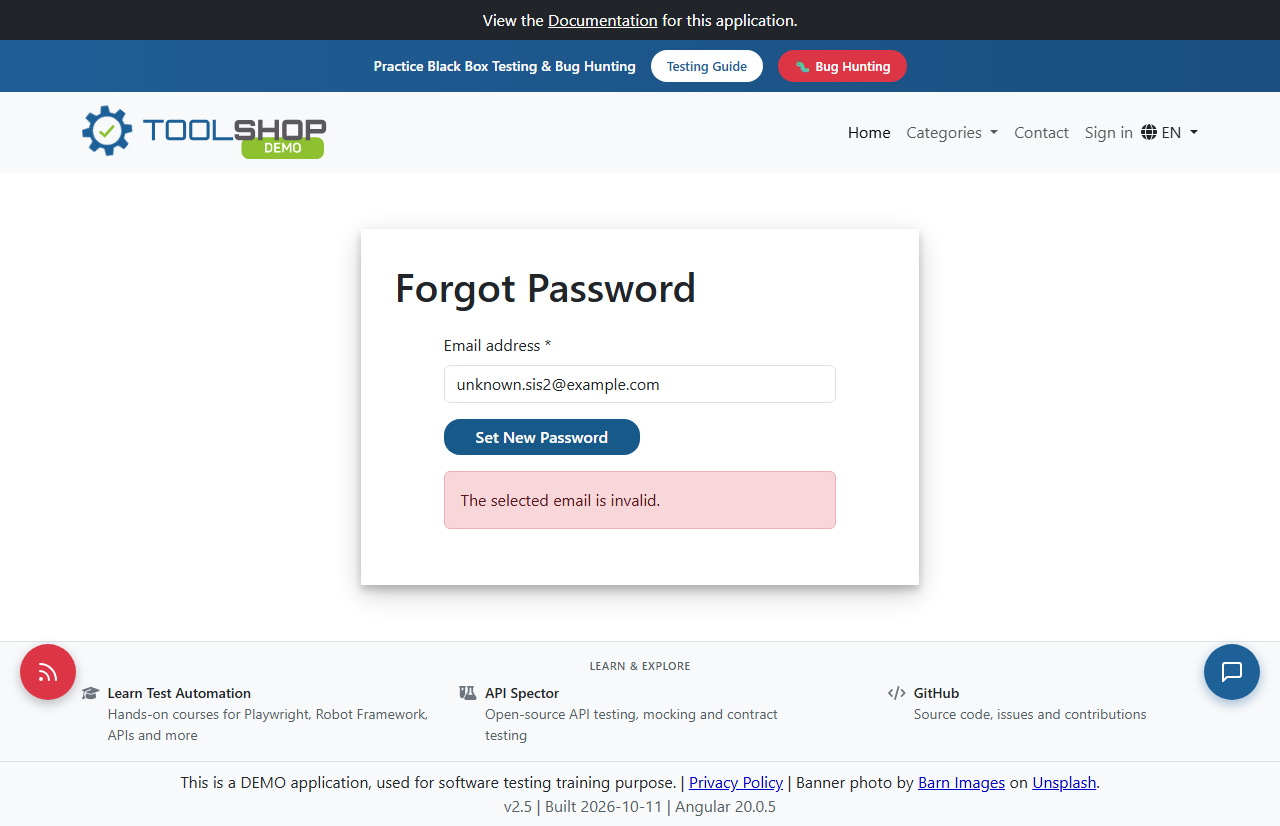 View the Documentation for this application.
Practice Black Box Testing & Bug Hunting Testing Guide Bug Hunting
TOOLSHOP
DEMO
Home Categories Contact Sign in EN
Forgot Password
Email address *
unknown.sis2@example.com
Set New Password
The selected email is invalid.
LEARN & EXPLORE
Learn Test Automation
Hands-on courses for Playwright, Robot Framework,
APIs and more
API Spector
Open-source API testing, mocking and contract
testing
GitHub
Source code, issues and contributions
This is a DEMO application, used for software testing training purpose. | Privacy Policy | Banner photo by Barn Images on Unsplash.
v2.5 | Built 2026-10-11 | Angular 20.0.5